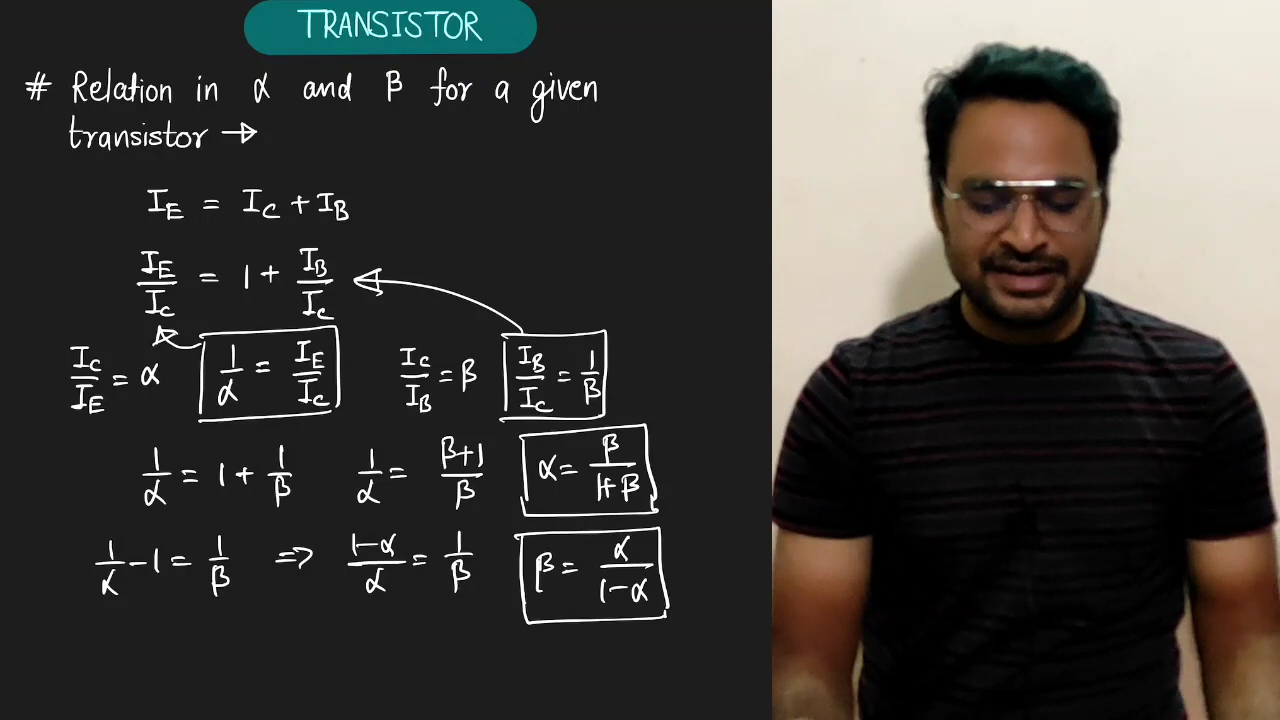 TRANSISTOR
# Relation in α and β for a given
transistor →
I_E = I_C + I_B
I_E/I_C = 1 + I_B/I_C
I_C/I_E = α 1/α = I_E/I_C I_C/I_B = β I_B/I_C = 1/β
1/α = 1 + 1/β 1/α = β+1/β α = β/1+β
1/α - 1 = 1/β ⇒ 1-α/α = 1/β β = α/1-α